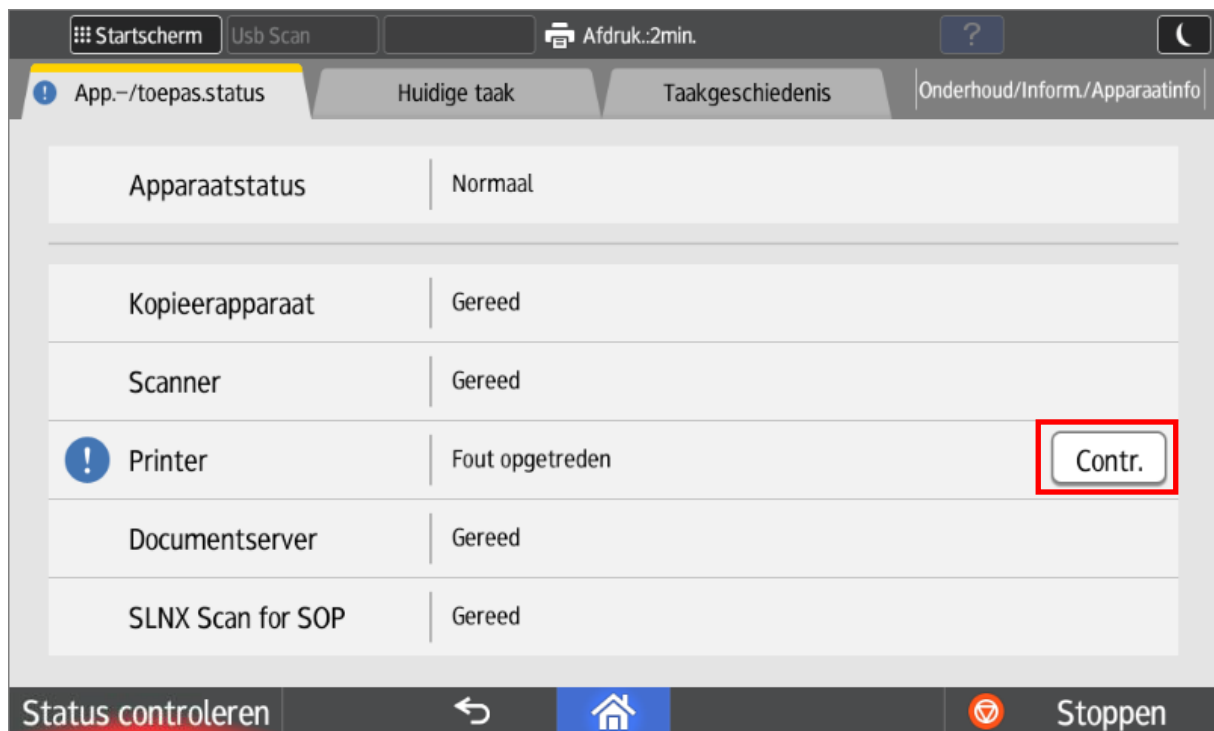 Startscherm
Usb Scan
Afdruk.:2min.
?
! App.-/toepas.status
Huidige taak
Taakgeschiedenis
Onderhoud/Inform./Apparaatinfo
Apparaatstatus Normaal
Kopieerapparaat Gereed
Scanner Gereed
! Printer Fout opgetreden Contr.
Documentserver Gereed
SLNX Scan for SOP Gereed
Status controleren
Stoppen